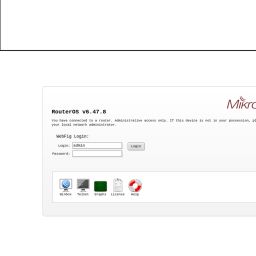 Mikro
RouterOS v6.47.8
You have connected to a router. Administrative access only. If this device is not in your possession, pl
your local network administrator.
WebFig Login:
Login: admin Login
Password:
Winbox Telnet Graphs License Help